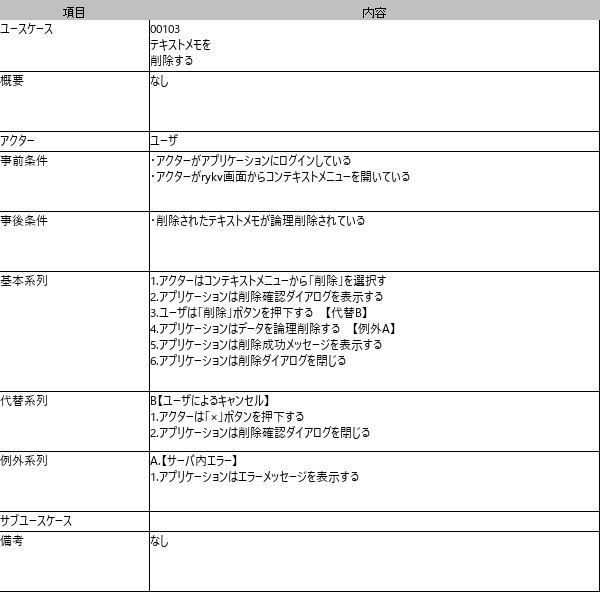 項目 内容
ユースケース 00103
テキストメモを
削除する
概要 なし
アクター ユーザ
事前条件 ・アクターがアプリケーションにログインしている
・アクターがrykv画面からコンテキストメニューを開いている
事後条件 ・削除されたテキストメモが論理削除されている
基本系列 1.アクターはコンテキストメニューから「削除」を選択す
2.アプリケーションは削除確認ダイアログを表示する
3.ユーザは「削除」ボタンを押下する 【代替B】
4.アプリケーションはデータを論理削除する 【例外A】
5.アプリケーションは削除成功メッセージを表示する
6.アプリケーションは削除ダイアログを閉じる
代替系列 B【ユーザによるキャンセル】
1.アクターは「×」ボタンを押下する
2.アプリケーションは削除確認ダイアログを閉じる
例外系列 A.【サーバ内エラー】
1.アプリケーションはエラーメッセージを表示する
サブユースケース
備考 なし